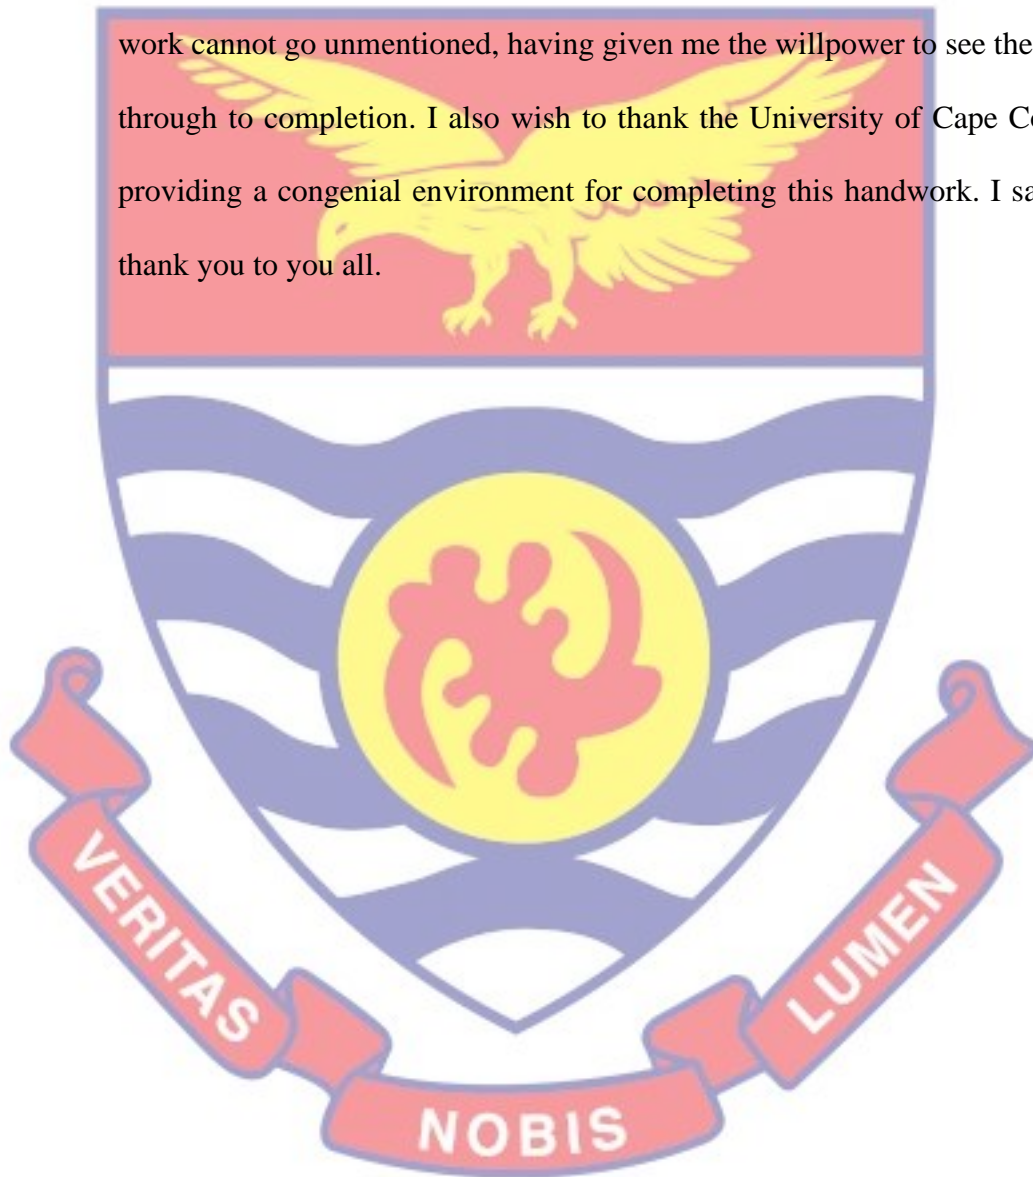 work cannot go unmentioned, having given me the willpower to see the
through to completion. I also wish to thank the University of Cape
providing a congenial environment for completing this handwork. I
thank you to you all.
VERITAS
NOBIS
LUMEN